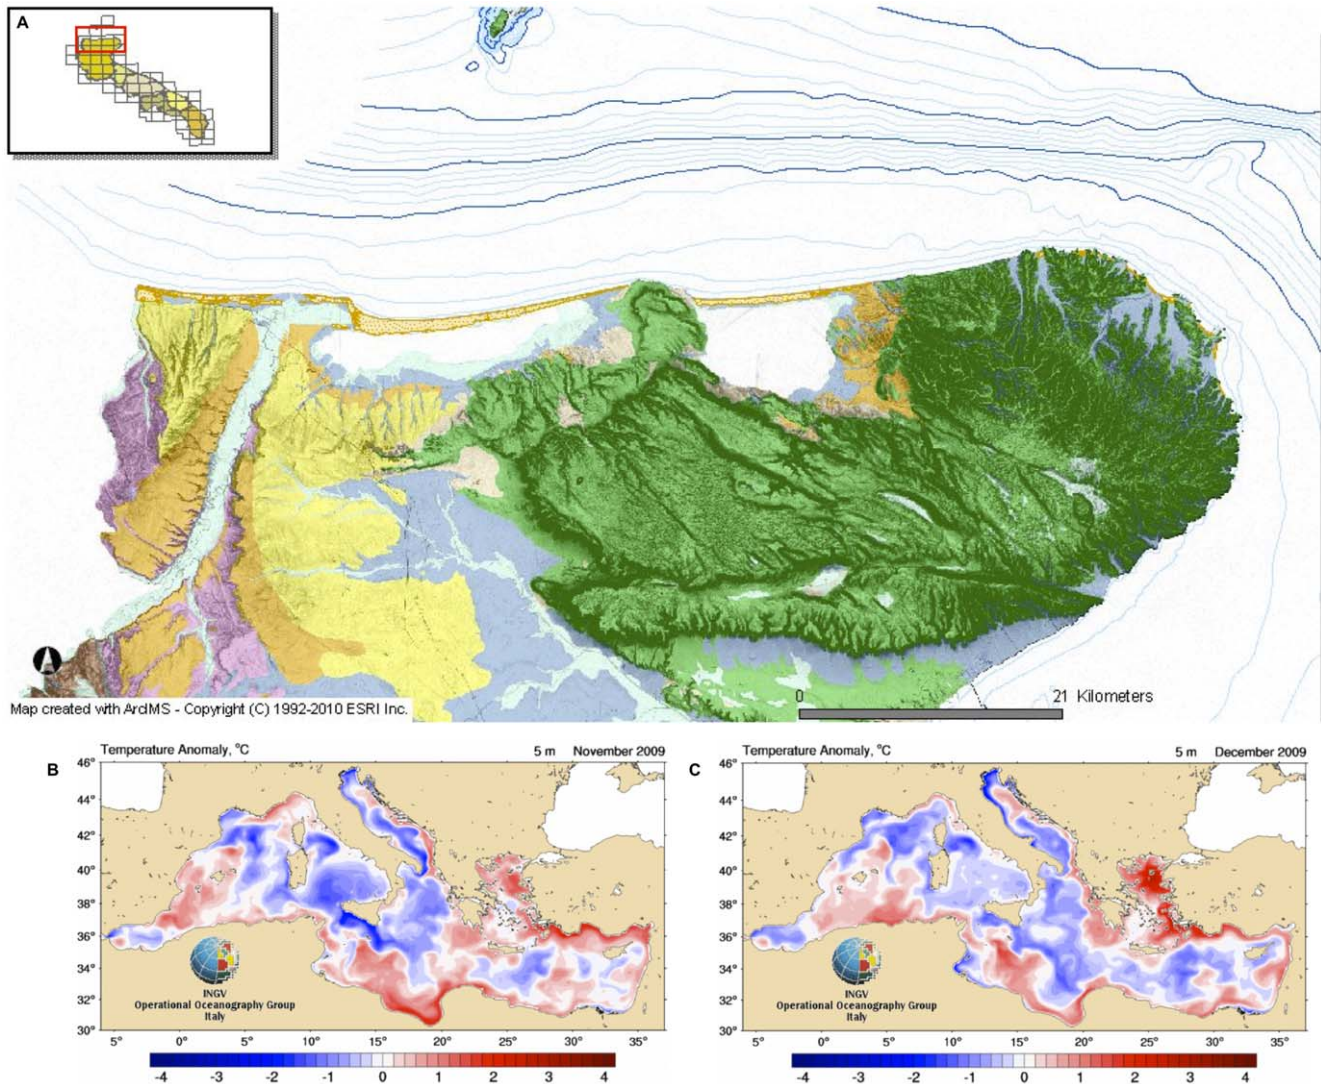 A
0
21 Kilometers
Map created with ArcIMS - Copyright (C) 1992-2010 ESRI Inc.
B
Temperature Anomaly, °C
5 m November 2009
46°
44°
42°
40°
38°
36°
34°
32°
30°
INGV
Operational Oceanography Group
Italy
5° 0° 5° 10° 15° 20° 25° 30° 35°
-4 -3 -2 -1 0 1 2 3 4
C
Temperature Anomaly, °C
5 m December 2009
46°
44°
42°
40°
38°
36°
34°
32°
30°
INGV
Operational Oceanography Group
Italy
5° 0° 5° 10° 15° 20° 25° 30° 35°
-4 -3 -2 -1 0 1 2 3 4